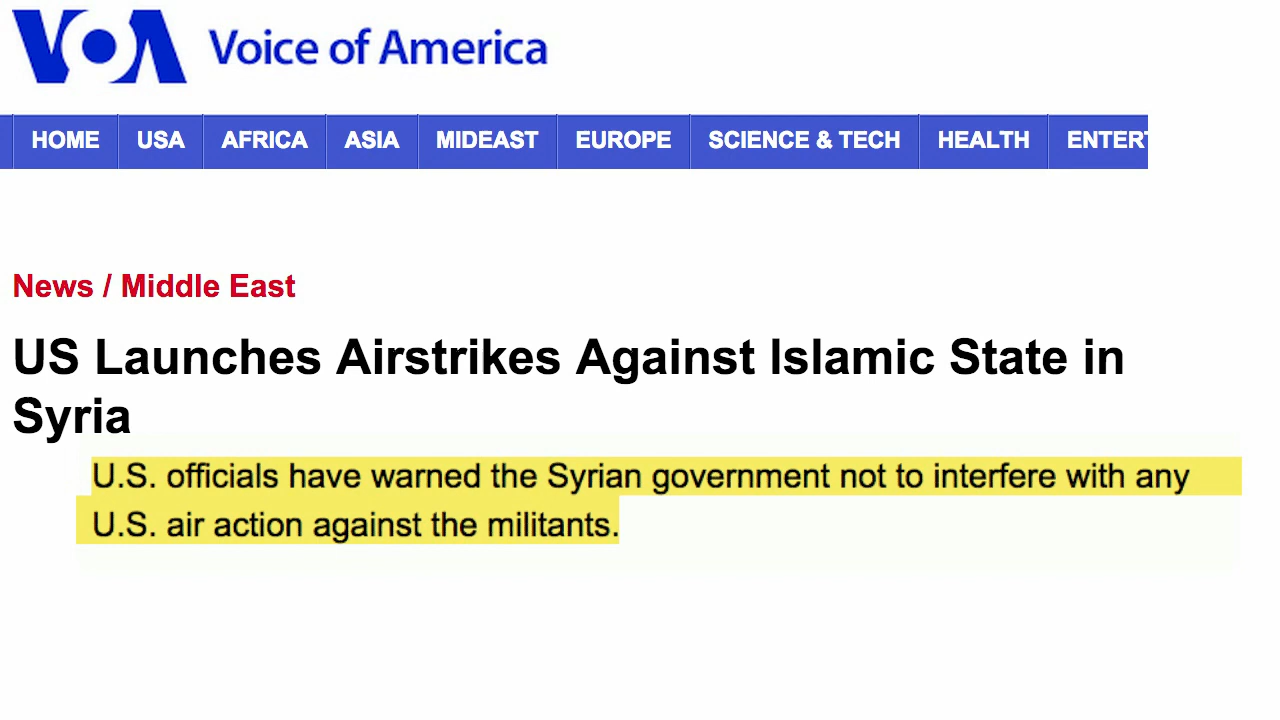 VOA Voice of America
HOME USA AFRICA ASIA MIDEAST EUROPE SCIENCE & TECH HEALTH ENTERT
News / Middle East
US Launches Airstrikes Against Islamic State in
Syria
U.S. officials have warned the Syrian government not to interfere with any
U.S. air action against the militants.